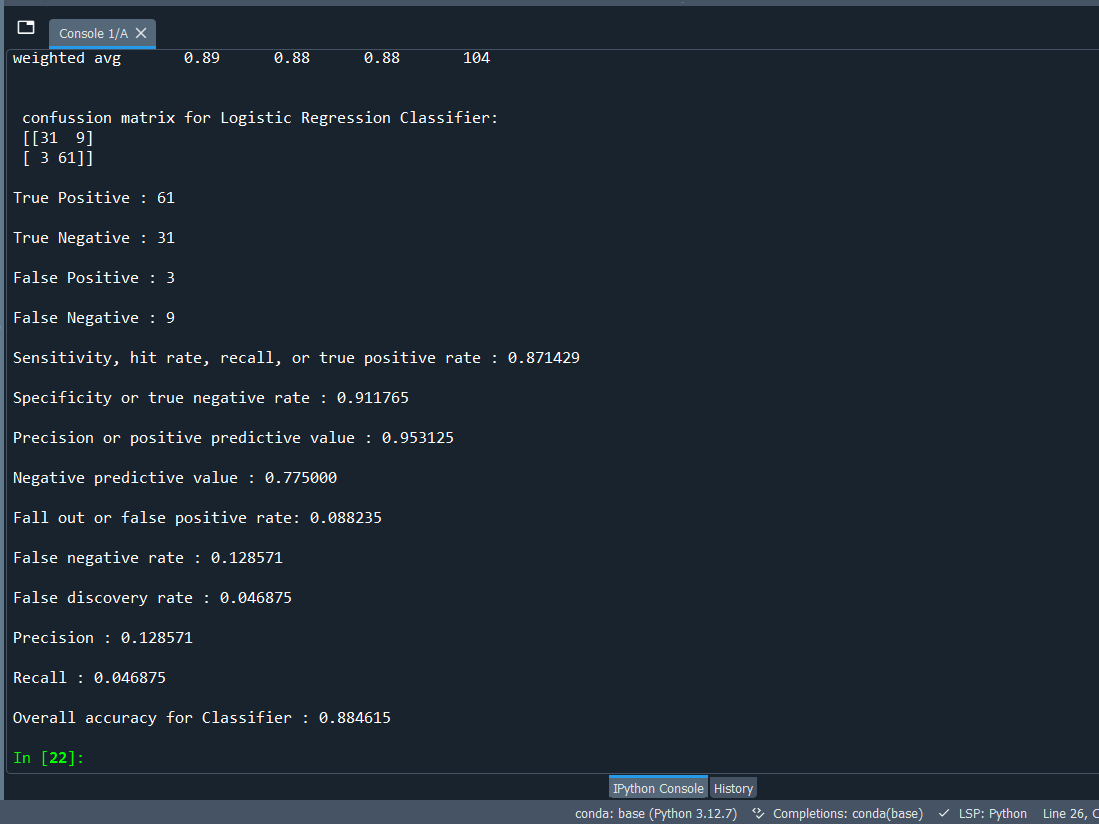 Console 1/A
weighted avg 0.89 0.88 0.88 104
confussion matrix for Logistic Regression Classifier:
[[31 9]
[ 3 61]]
True Positive : 61
True Negative : 31
False Positive : 3
False Negative : 9
Sensitivity, hit rate, recall, or true positive rate : 0.871429
Specificity or true negative rate : 0.911765
Precision or positive predictive value : 0.953125
Negative predictive value : 0.775000
Fall out or false positive rate: 0.088235
False negative rate : 0.128571
False discovery rate : 0.046875
Precision : 0.128571
Recall : 0.046875
Overall accuracy for Classifier : 0.884615
In [22]:
IPython Console History
conda: base (Python 3.12.7) Completions: conda(base) ✓ LSP: Python Line 26, C